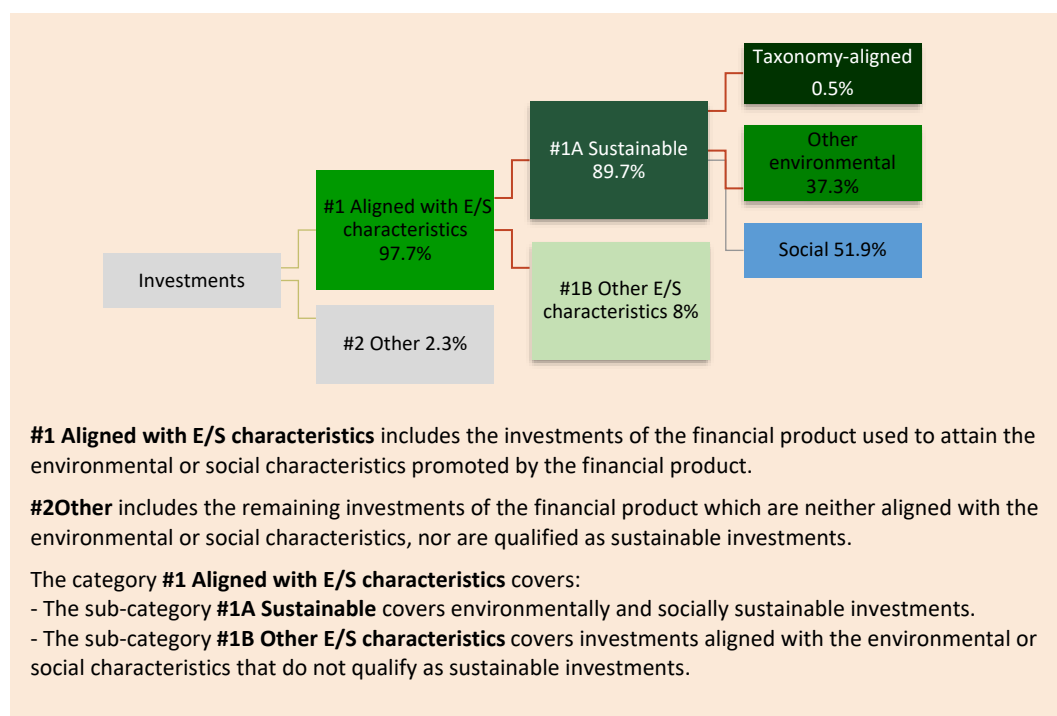 Taxonomy-aligned
0.5%
#1A Sustainable
89.7%
Other
environmental
37.3%
#1 Aligned with E/S
characteristics
97.7%
Social 51.9%
Investments
#1B Other E/S
characteristics 8%
#2 Other 2.3%
#1 Aligned with E/S characteristics includes the investments of the financial product used to attain the
environmental or social characteristics promoted by the financial product.
#2Other includes the remaining investments of the financial product which are neither aligned with the
environmental or social characteristics, nor are qualified as sustainable investments.
The category #1 Aligned with E/S characteristics covers:
- The sub-category #1A Sustainable covers environmentally and socially sustainable investments.
- The sub-category #1B Other E/S characteristics covers investments aligned with the environmental or
social characteristics that do not qualify as sustainable investments.